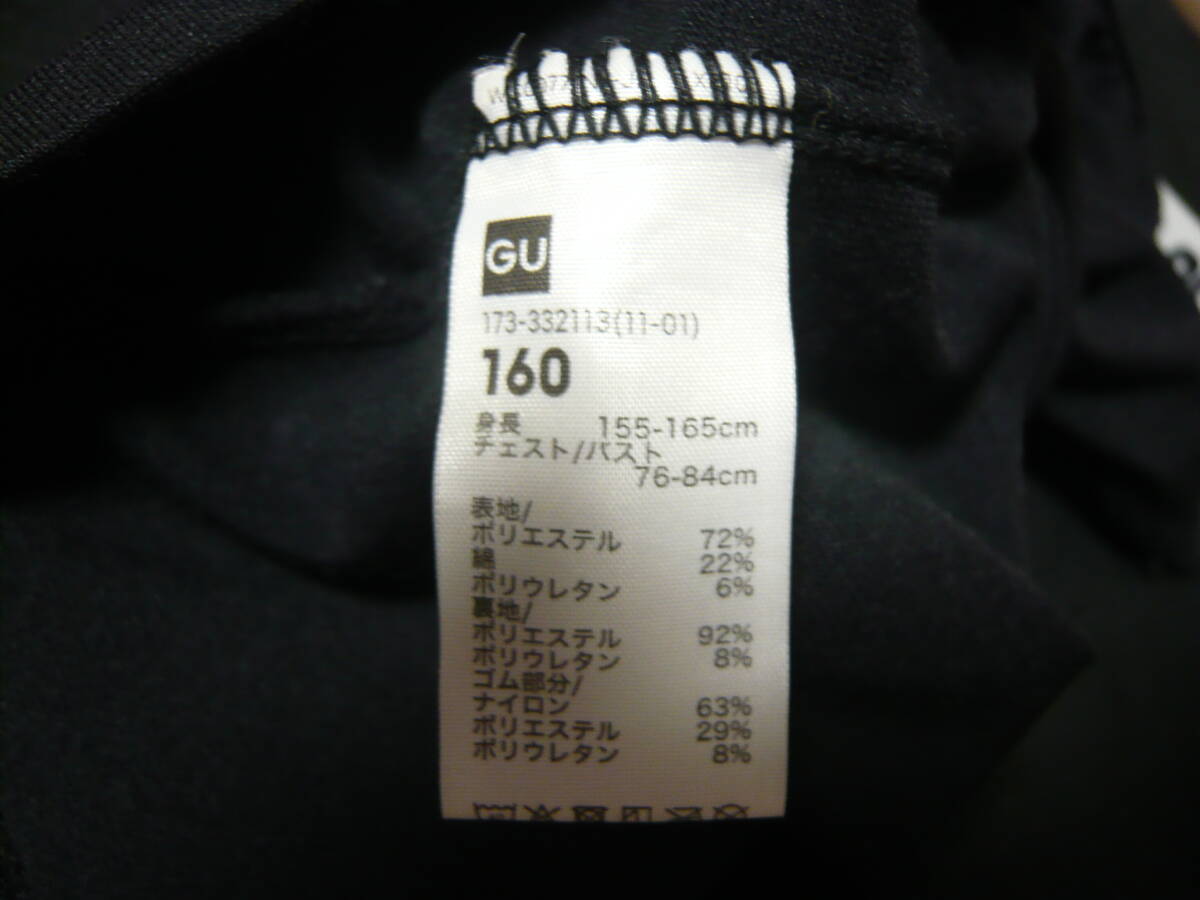 GU
173-332113(11-01)
160
身長 155-165cm
チェスト/バスト
76-84cm
表地/
ポリエステル 72%
綿 22%
ポリウレタン 6%
裏地/
ポリエステル 92%
ポリウレタン 8%
ゴム部分/
ナイロン 63%
ポリエステル 29%
ポリウレタン 8%